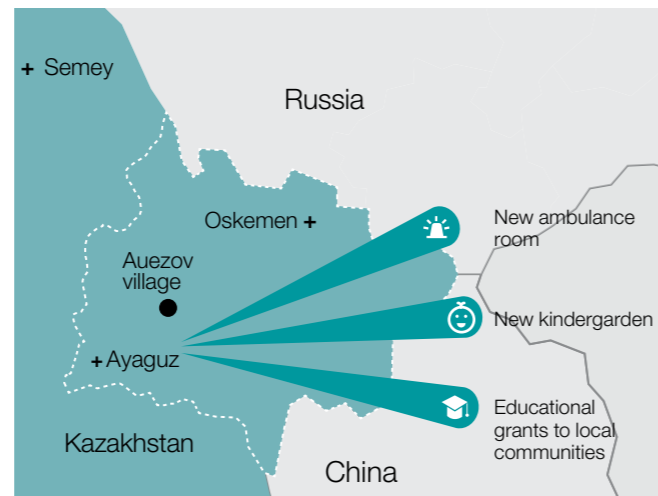 + Semey
Russia
Oskemen +
New ambulance
room
Auezov
village
New kindergarden
+ Ayaguz
Educational
grants to local
communities
Kazakhstan
China